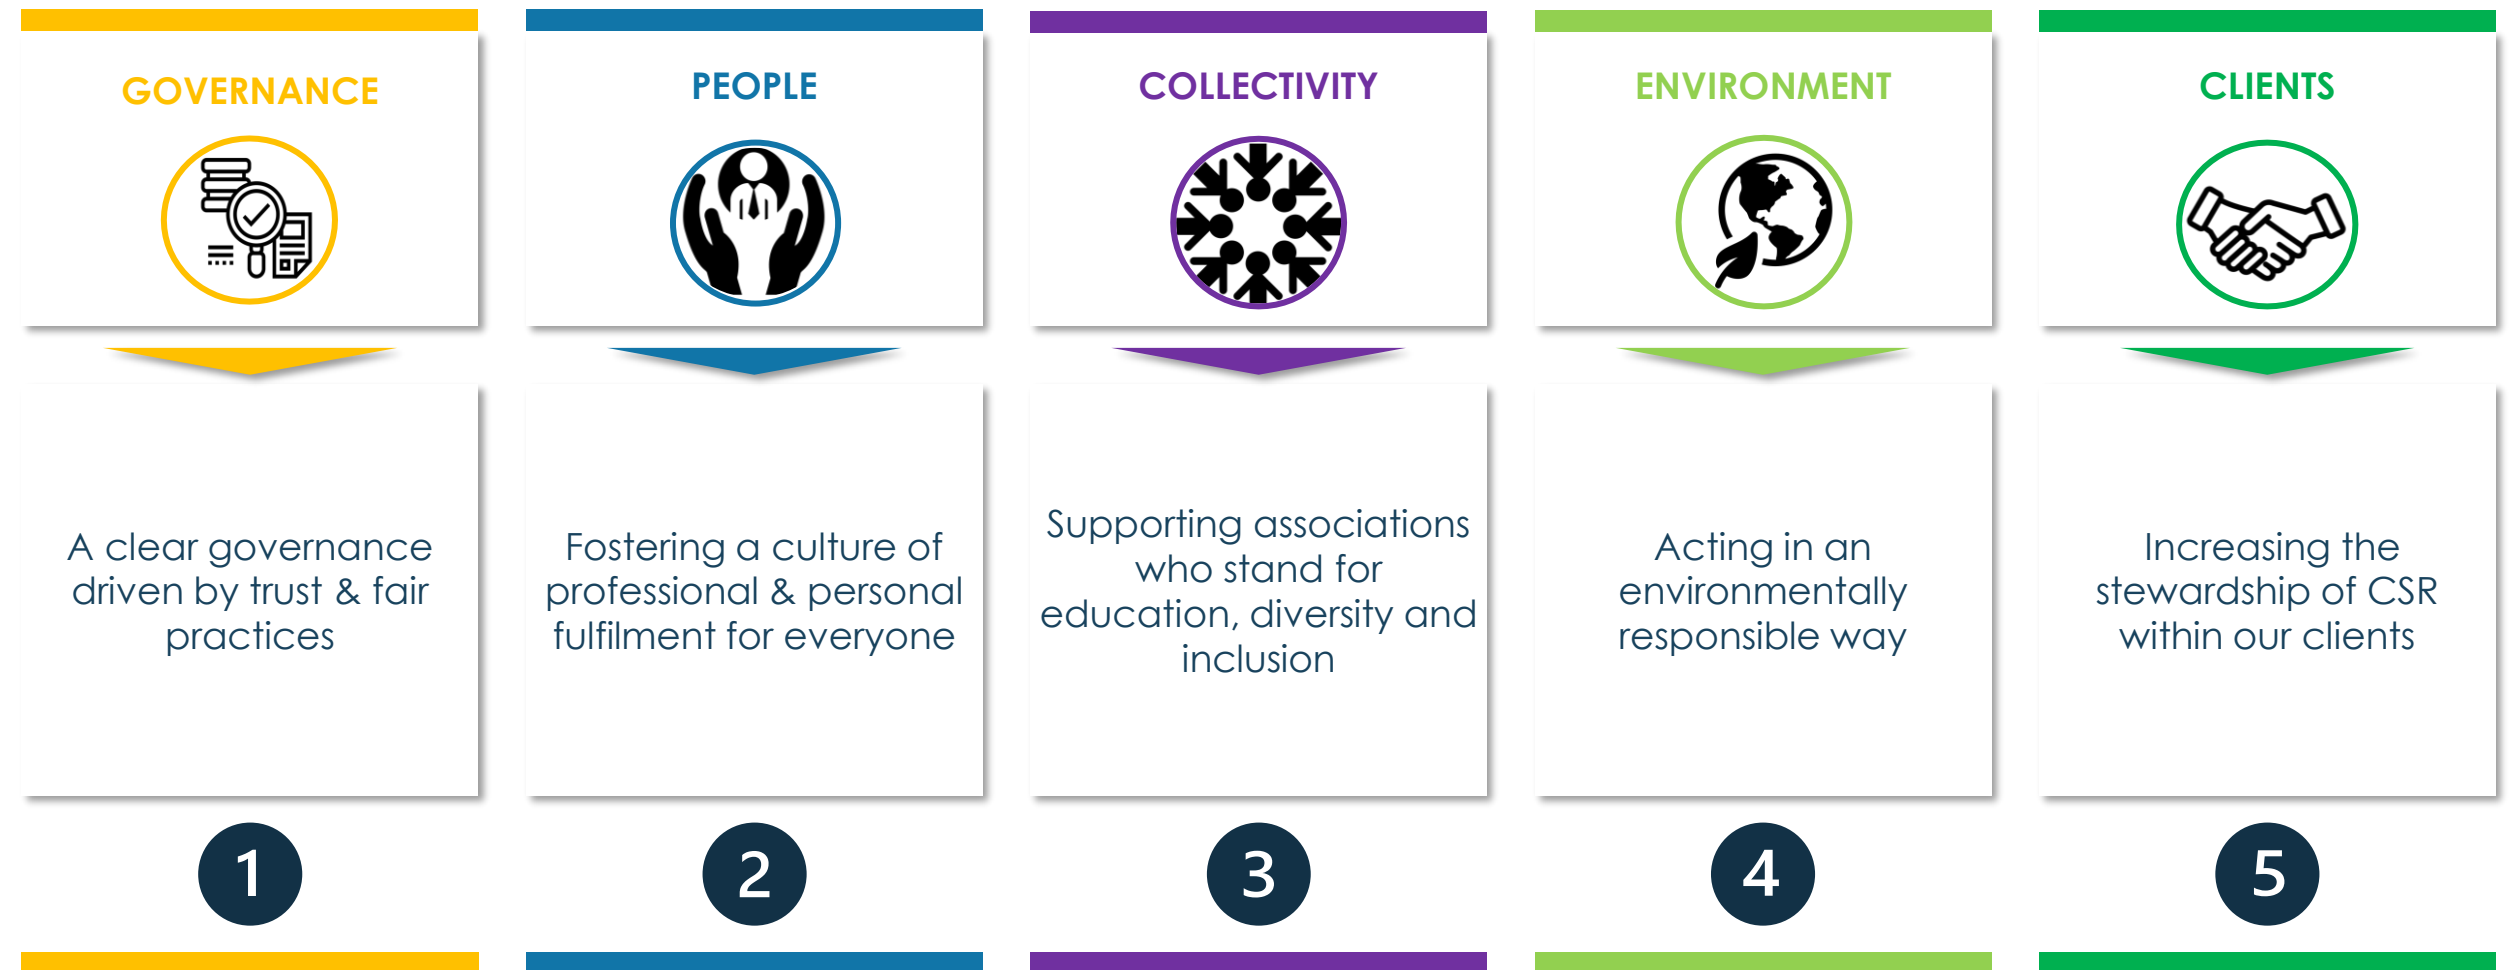 GOVERNANCE
A clear governance
driven by trust & fair
practices
1
PEOPLE
Fostering a culture of
professional & personal
fulfilment for everyone
2
COLLECTIVITY
Supporting associations
who stand for
education, diversity and
inclusion
3
ENVIRONMENT
Acting in an
environmentally
responsible way
4
CLIENTS
Increasing the
stewardship of CSR
within our clients
5